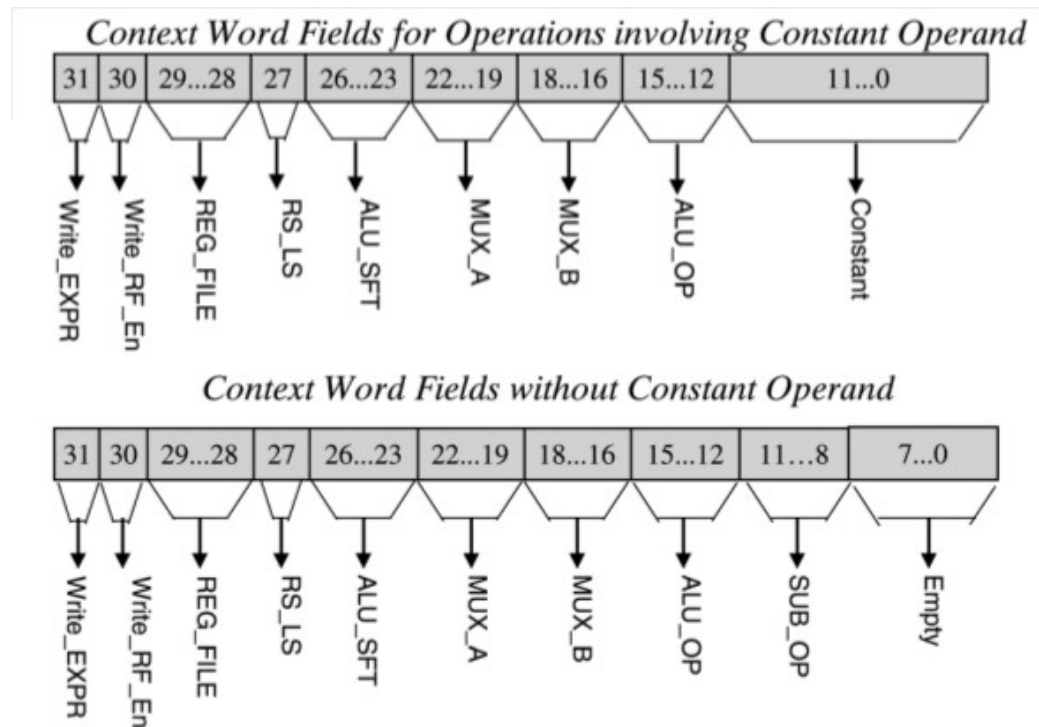 Context Word Fields for Operations involving Constant Operand
31 30 29...28 27 26...23 22...19 18...16 15...12 11...0
Write_EXPR Write_RF_En REG_FILE RS_LS ALU_SFT MUX_A MUX_B ALU_OP Constant
Context Word Fields without Constant Operand
31 30 29...28 27 26...23 22...19 18...16 15...12 11...8 7...0
Write_EXPR Write_RF_En REG_FILE RS_LS ALU_SFT MUX_A MUX_B ALU_OP SUB_OP Empty